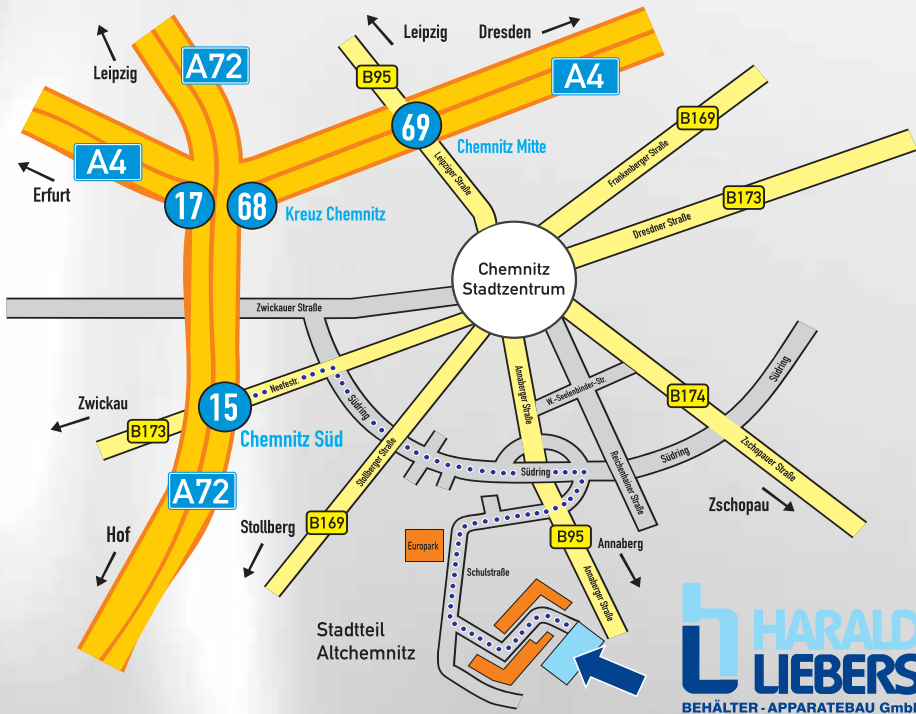 Leipzig
Dresden
Leipzig
A72
B95
A4
69
Chemnitz Mitte
B169
A4
Erfurt
Leipziger Straße
Frankenberger Straße
17
68
Kreuz Chemnitz
B173
Dresdner Straße
Chemnitz
Stadtzentrum
Zwickauer Straße
Neefestr.
Zwickau
B173
15
Chemnitz Süd
Südring
Annaberger Straße
W.-Seelenbinder-Str.
B174
Südring
Stollberger Straße
Südring
Reichenhainer Straße
Südring
Zschopauer Straße
A72
Zschopau
Hof
Stollberg
B169
Europark
B95
Annaberg
Schulstraße
Annaberger Straße
Stadtteil
Altchemnitz
HARALD
LIEBERS
BEHÄLTER - APPARATEBAU GmbH